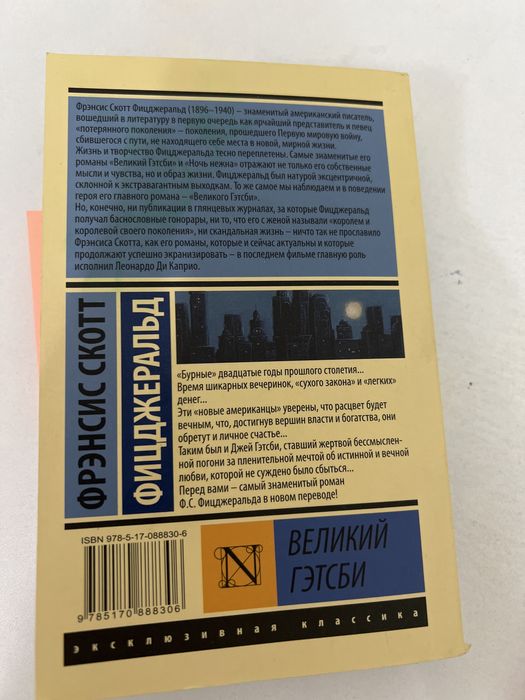 Фрэнсис Скотт Фицджеральд (1896–1940) – знаменитый американский писатель,
вошедший в литературу в первую очередь как ярчайший представитель и певец
«потерянного поколения» – поколения, прошедшего Первую мировую войну,
сбившегося с пути, не находящего себе места в новой, мирной жизни.
Жизнь и творчество Фицджеральда тесно переплетены. Самые знаменитые его
романы «Великий Гэтсби» и «Ночь нежна» отражают не только его собственные
мысли и чувства, но и образ жизни. Фицджеральд был натурой эксцентричной,
склонной к экстравагантным выходкам. То же самое мы наблюдаем и в поведении
героя его главного романа – «Великого Гэтсби».
Но, конечно, ни публикации в глянцевых журналах, за которые Фицджеральд
получал баснословные гонорары, ни то, что его с женой называли «королем и
королевой своего поколения», ни скандальная жизнь – ничто так не прославило
Фрэнсиса Скотта, как его романы, которые и сейчас актуальны и которые
продолжают успешно экранизировать – в последнем фильме главную роль
исполнил Леонардо Ди Каприо.
ФРЭНСИС СКОТТ
ФИЦДЖЕРАЛЬД
«Бурные» двадцатые годы прошлого столетия...
Время шикарных вечеринок, «сухого закона» и «легких»
денег...
Эти «новые американцы» уверены, что расцвет будет
вечным, что, достигнув вершин власти и богатства, они
обретут и личное счастье...
Таким был и Джей Гэтсби, ставший жертвой бессмыслен-
ной погони за пленительной мечтой об истинной и вечной
любви, которой не суждено было сбыться...
Перед вами – самый знаменитый роман
Ф.С. Фицджеральда в новом переводе!
ISBN 978-5-17-088830-6
9 785170 888306
N
ВЕЛИКИЙ
ГЭТСБИ
эксклюзивная классика